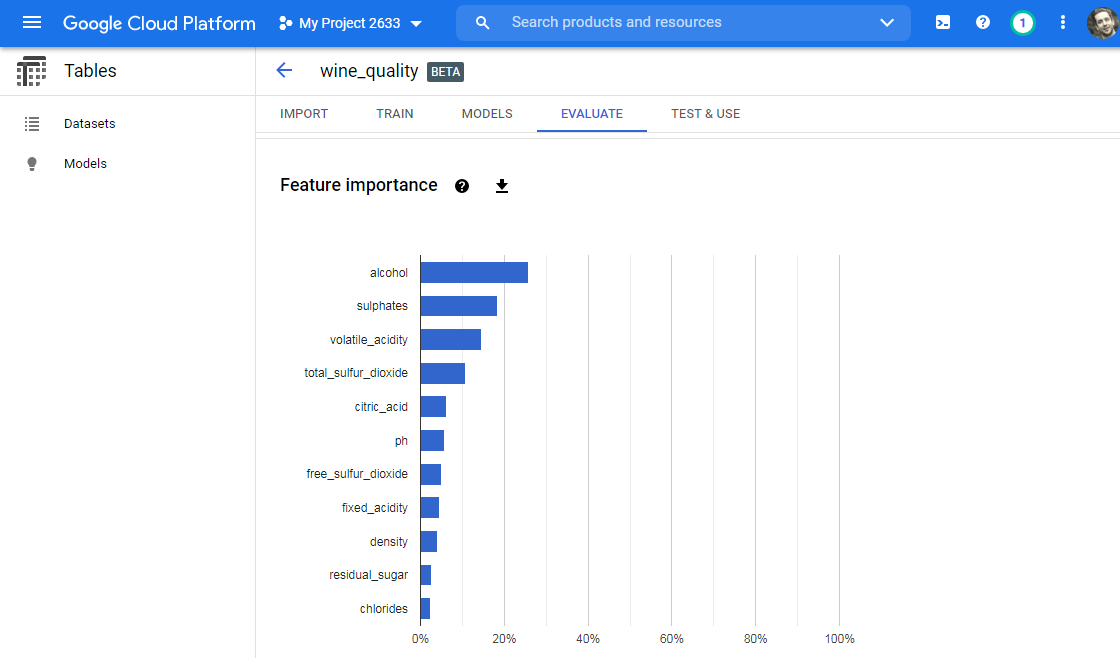 Google Cloud Platform My Project 2633 Search products and resources 1
Tables wine_quality BETA
IMPORT TRAIN MODELS EVALUATE TEST & USE
Datasets
Models
Feature importance ?
alcohol
sulphates
volatile_acidity
total_sulfur_dioxide
citric_acid
ph
free_sulfur_dioxide
fixed_acidity
density
residual_sugar
chlorides
0% 20% 40% 60% 80% 100%